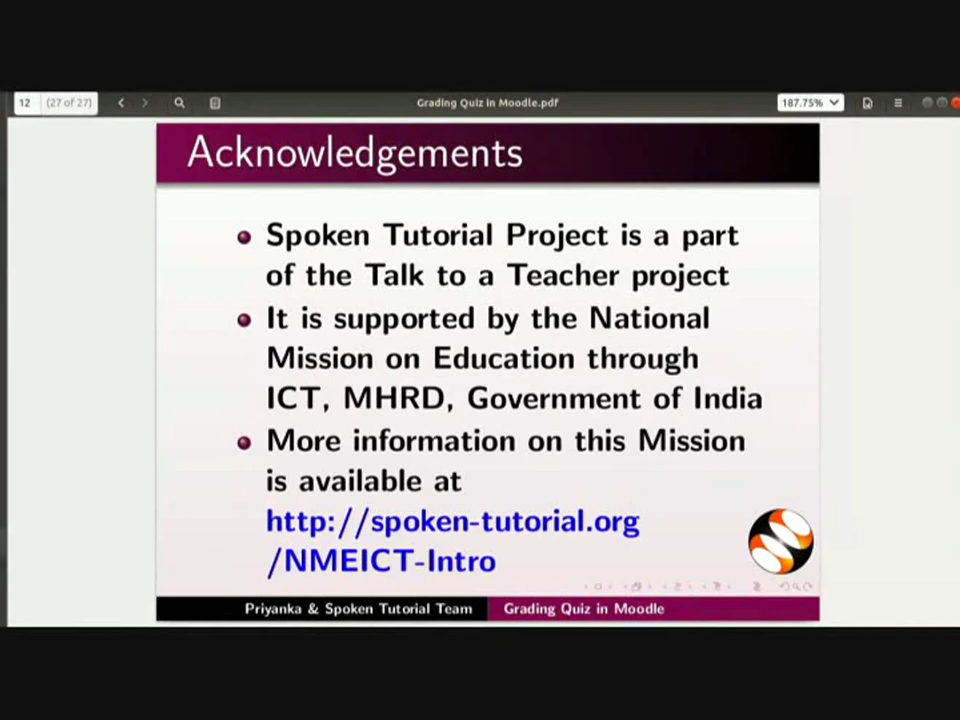 12 (27 of 27) Grading Quiz in Moodle.pdf 187.75%
Acknowledgements
Spoken Tutorial Project is a part
of the Talk to a Teacher project
It is supported by the National
Mission on Education through
ICT, MHRD, Government of India
More information on this Mission
is available at
http://spoken-tutorial.org
/NMEICT-Intro
Priyanka & Spoken Tutorial Team Grading Quiz in Moodle